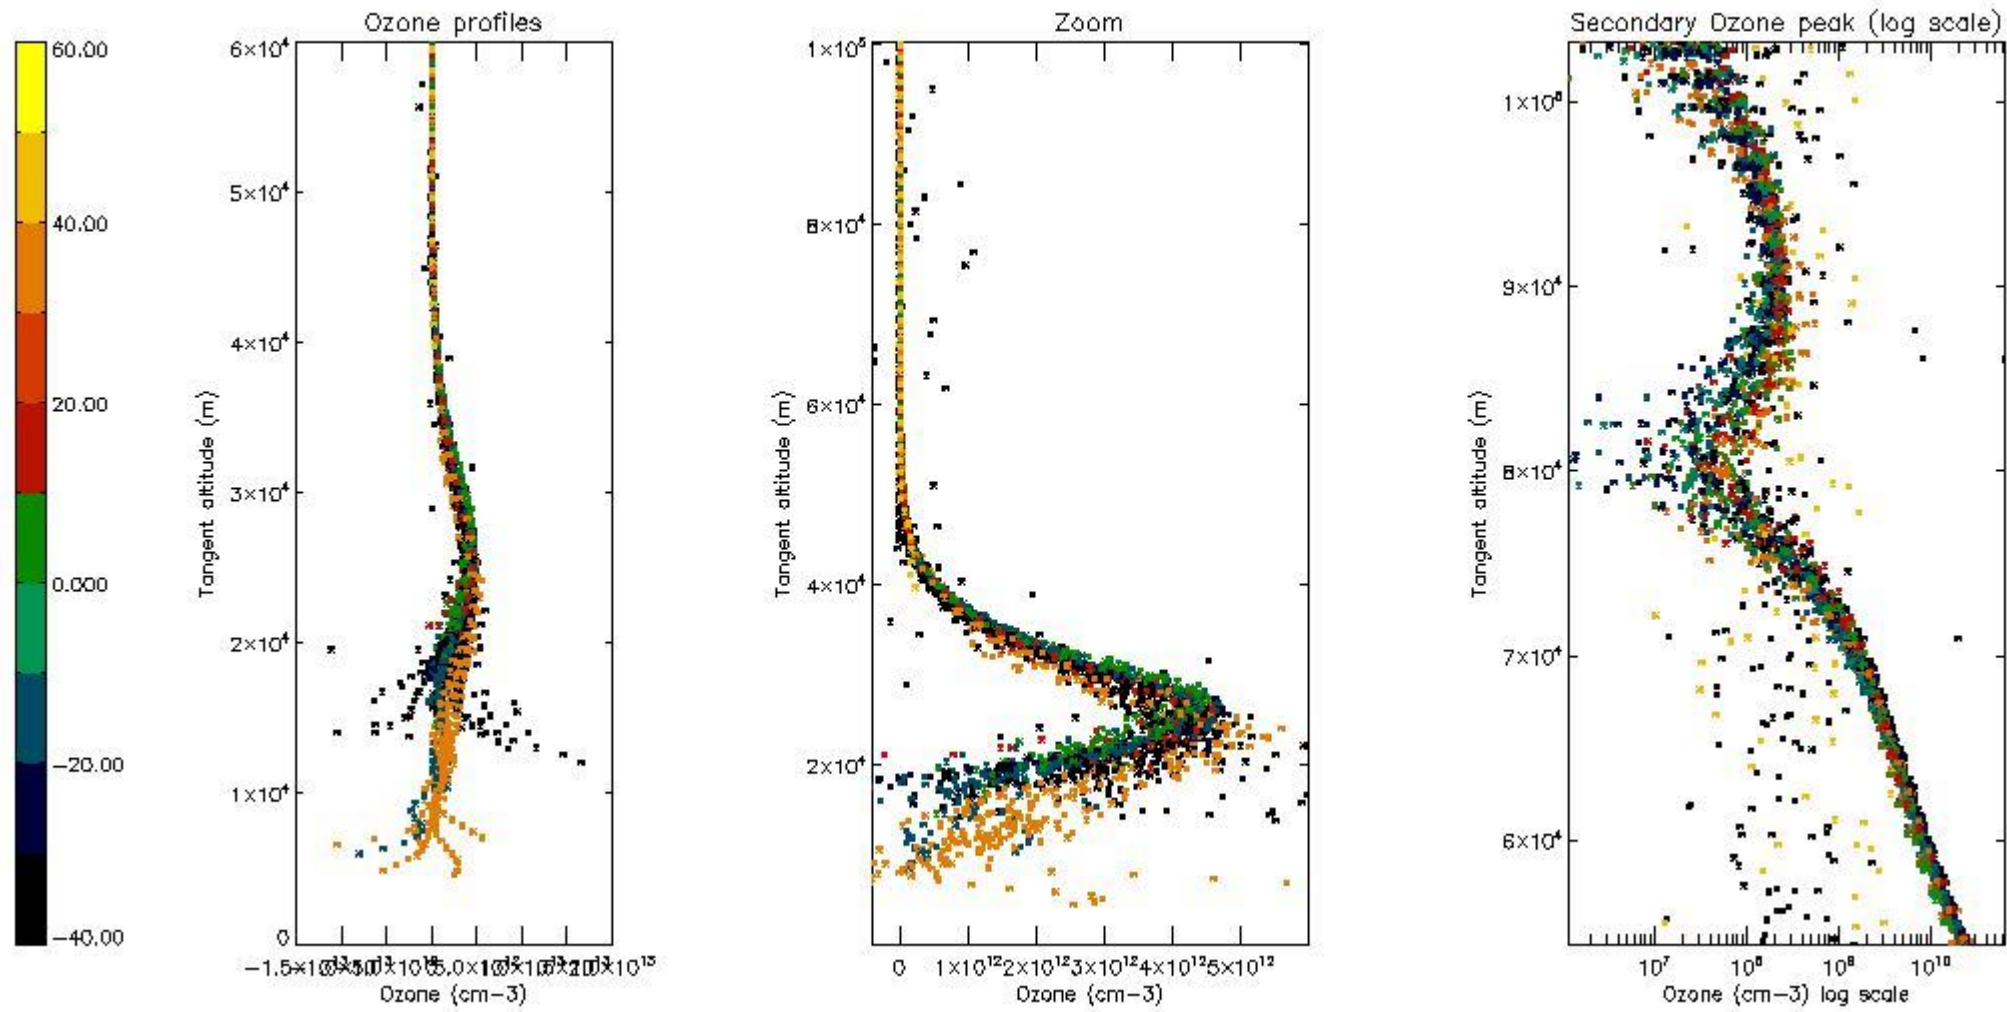 Ozone profiles
Zoom
Secondary Ozone peak (log scale)
60.00
40.00
20.00
0.000
−20.00
−40.00
6×10⁴
5×10⁴
4×10⁴
3×10⁴
2×10⁴
1×10⁴
0
Tangent altitude (m)
Ozone (cm−3)
1×10⁵
8×10⁴
6×10⁴
4×10⁴
2×10⁴
Tangent altitude (m)
0 1×10¹² 2×10¹² 3×10¹² 4×10¹² 5×10¹²
Ozone (cm−3)
1×10⁵
9×10⁴
8×10⁴
7×10⁴
6×10⁴
Tangent altitude (m)
10⁷ 10⁸ 10⁹ 10¹⁰
Ozone (cm−3) log scale